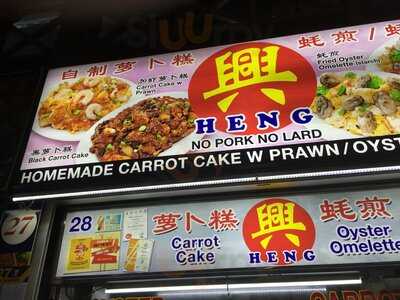 自制萝卜糕
加虾萝卜糕
Carrot Cake w
Prawn
黑萝卜糕
Black Carrot Cake
興
HENG
NO PORK NO LARD
蚝煎 / 蚝
蚝煎
Fried Oyster
Omelette
HOMEMADE CARROT CAKE W PRAWN / OYST
27
28
萝卜糕
Carrot
Cake
興
HENG
蚝煎
Oyster
Omelette